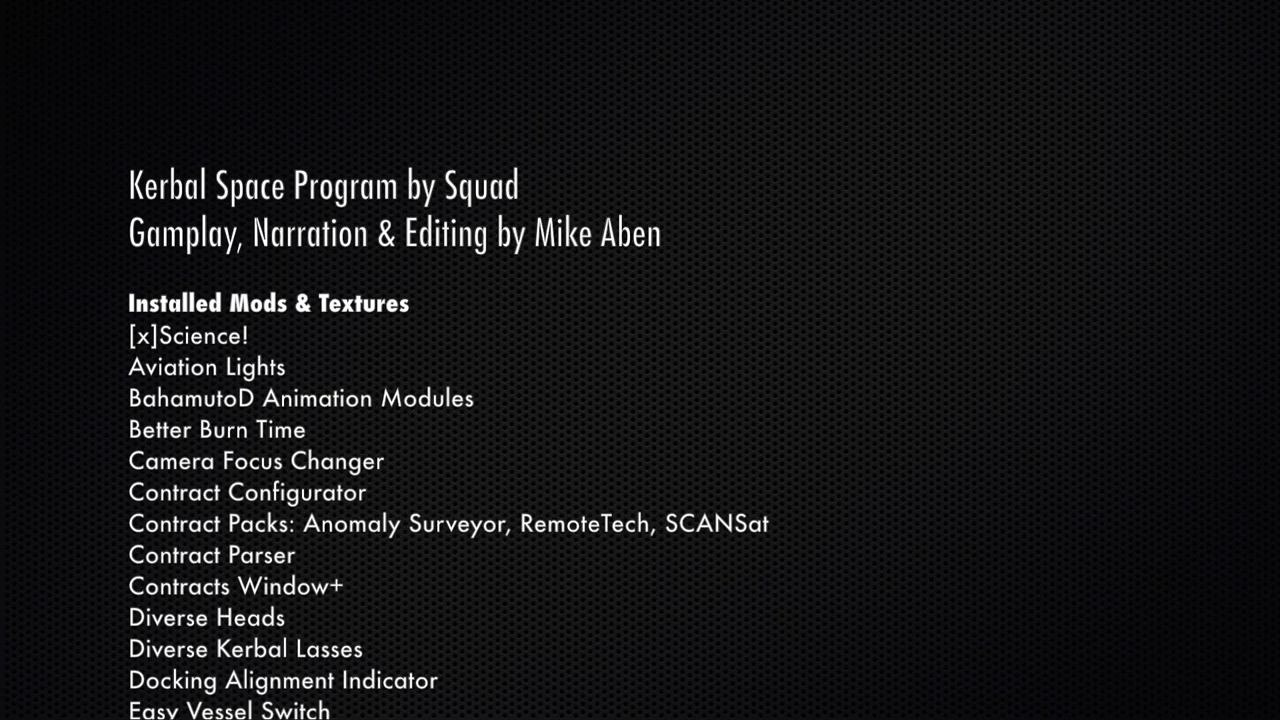 Kerbal Space Program by Squad
Gamplay, Narration & Editing by Mike Aben
Installed Mods & Textures
[x]Science!
Aviation Lights
BahamutoD Animation Modules
Better Burn Time
Camera Focus Changer
Contract Configurator
Contract Packs: Anomaly Surveyor, RemoteTech, SCANSat
Contract Parser
Contracts Window+
Diverse Heads
Diverse Kerbal Lasses
Docking Alignment Indicator
Easy Vessel Switch